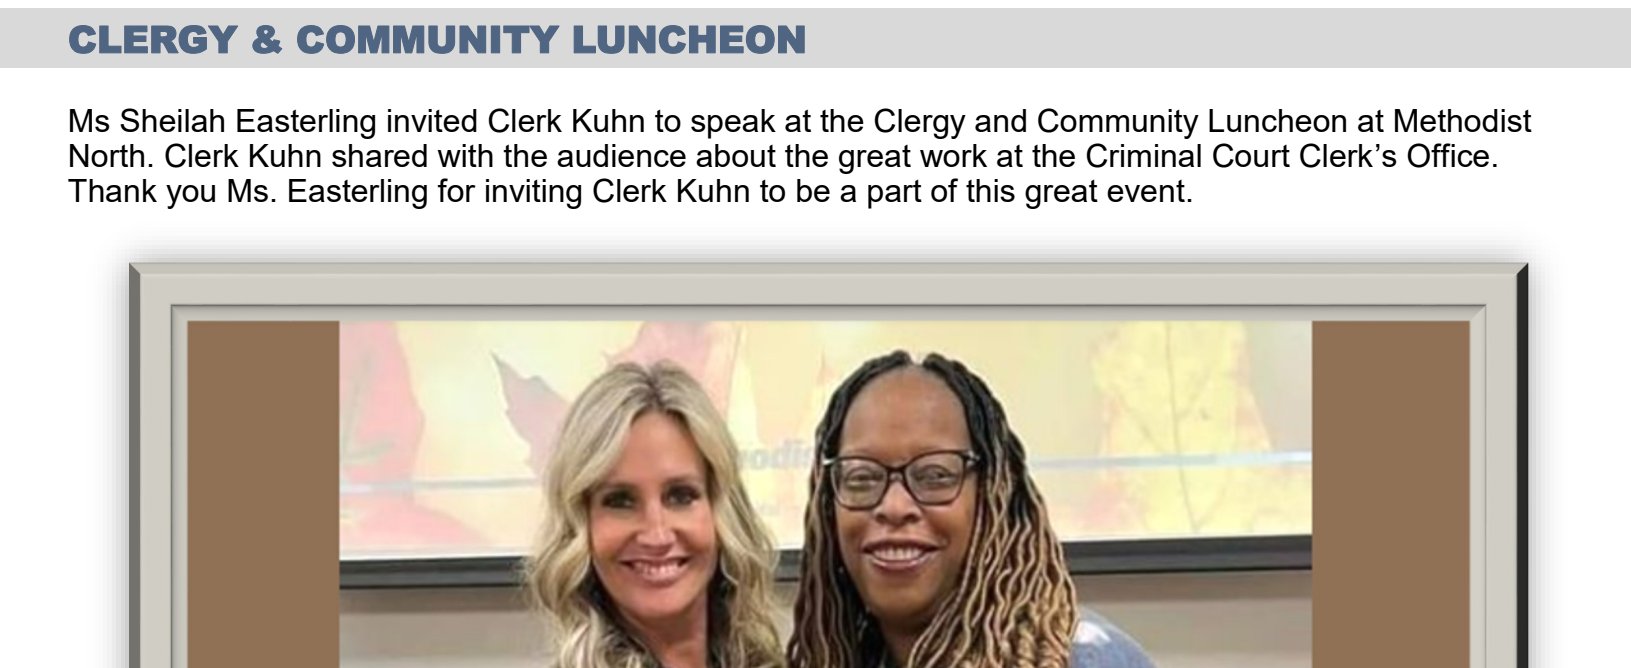 CLERGY & COMMUNITY LUNCHEON
Ms Sheilah Easterling invited Clerk Kuhn to speak at the Clergy and Community Luncheon at Methodist
North. Clerk Kuhn shared with the audience about the great work at the Criminal Court Clerk’s Office.
Thank you Ms. Easterling for inviting Clerk Kuhn to be a part of this great event.